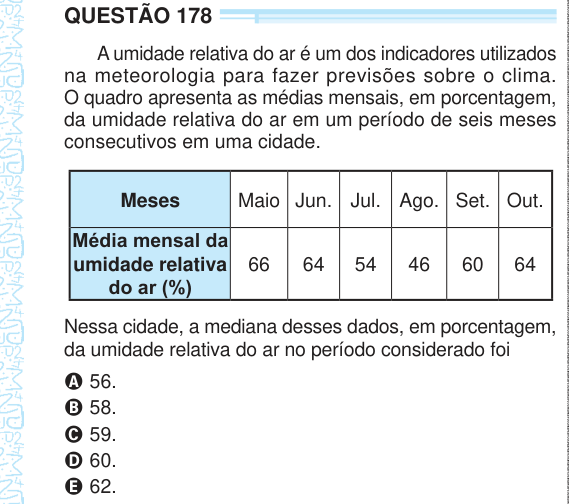 QUESTÃO 178
A umidade relativa do ar é um dos indicadores utilizados
na meteorologia para fazer previsões sobre o clima.
O quadro apresenta as médias mensais, em porcentagem,
da umidade relativa do ar em um período de seis meses
consecutivos em uma cidade.
Meses Maio Jun. Jul. Ago. Set. Out.
Média mensal da
umidade relativa 66 64 54 46 60 64
do ar (%)
Nessa cidade, a mediana desses dados, em porcentagem,
da umidade relativa do ar no período considerado foi
A 56.
B 58.
C 59.
D 60.
E 62.